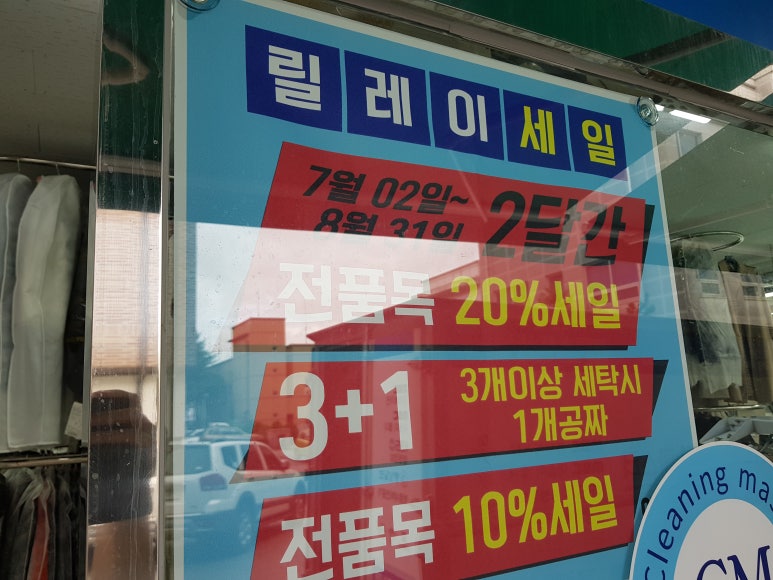 릴레이세일
7월 02일~
8월 31일 2달간
전품목 20%세일
3+1 3개이상 세탁시
1개공짜
전품목 10%세일
Cleaning
CM